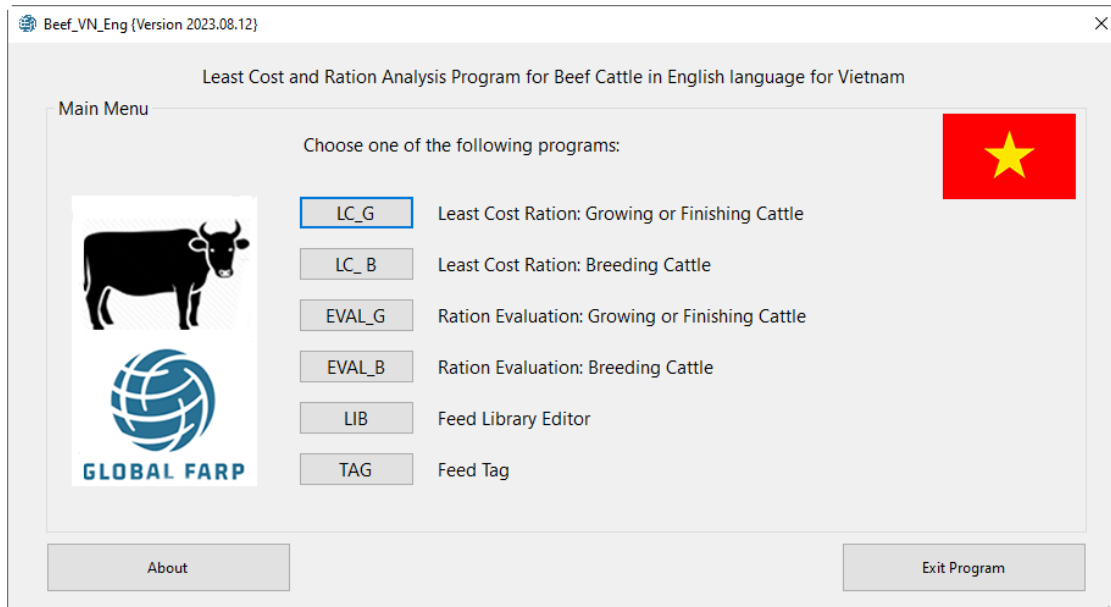 Beef_VN_Eng {Version 2023.08.12}
Least Cost and Ration Analysis Program for Beef Cattle in English language for Vietnam
Main Menu
Choose one of the following programs:
LC_G Least Cost Ration: Growing or Finishing Cattle
LC_ B Least Cost Ration: Breeding Cattle
EVAL_G Ration Evaluation: Growing or Finishing Cattle
EVAL_B Ration Evaluation: Breeding Cattle
LIB Feed Library Editor
TAG Feed Tag
GLOBAL FARP
About Exit Program